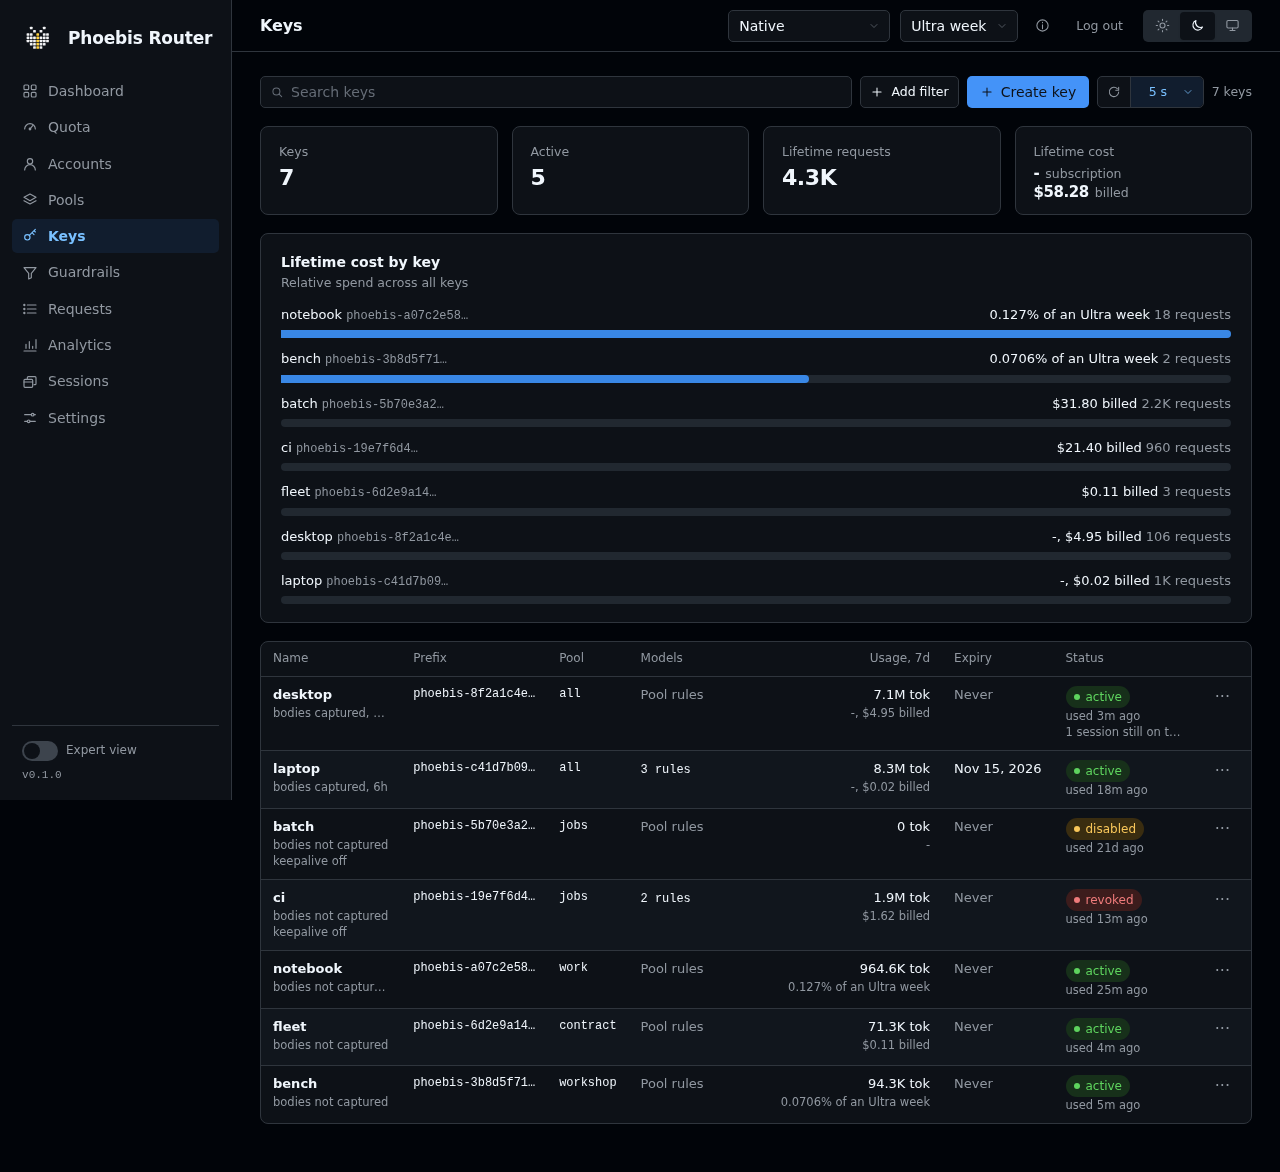 Phoebis Router
Dashboard
Quota
Accounts
Pools
Keys
Guardrails
Requests
Analytics
Sessions
Settings
Expert view
v0.1.0
Keys
Native
Ultra week
Log out
Search keys
Add filter
Create key
5 s
7 keys
Keys
7
Active
5
Lifetime requests
4.3K
Lifetime cost
- subscription
$58.28 billed
Lifetime cost by key
Relative spend across all keys
notebook phoebis-a07c2e58… 0.127% of an Ultra week 18 requests
bench phoebis-3b8d5f71… 0.0706% of an Ultra week 2 requests
batch phoebis-5b70e3a2… $31.80 billed 2.2K requests
ci phoebis-19e7f6d4… $21.40 billed 960 requests
fleet phoebis-6d2e9a14… $0.11 billed 3 requests
desktop phoebis-8f2a1c4e… -, $4.95 billed 106 requests
laptop phoebis-c41d7b09… -, $0.02 billed 1K requests
Name Prefix Pool Models Usage, 7d Expiry Status
desktop phoebis-8f2a1c4e… all Pool rules 7.1M tok Never active ···
bodies captured, … -, $4.95 billed used 3m ago
1 session still on t…
laptop phoebis-c41d7b09… all 3 rules 8.3M tok Nov 15, 2026 active ···
bodies captured, 6h -, $0.02 billed used 18m ago
batch phoebis-5b70e3a2… jobs Pool rules 0 tok Never disabled ···
bodies not captured - used 21d ago
keepalive off
ci phoebis-19e7f6d4… jobs 2 rules 1.9M tok Never revoked ···
bodies not captured $1.62 billed used 13m ago
keepalive off
notebook phoebis-a07c2e58… work Pool rules 964.6K tok Never active ···
bodies not captur… 0.127% of an Ultra week used 25m ago
fleet phoebis-6d2e9a14… contract Pool rules 71.3K tok Never active ···
bodies not captured $0.11 billed used 4m ago
bench phoebis-3b8d5f71… workshop Pool rules 94.3K tok Never active ···
bodies not captured 0.0706% of an Ultra week used 5m ago